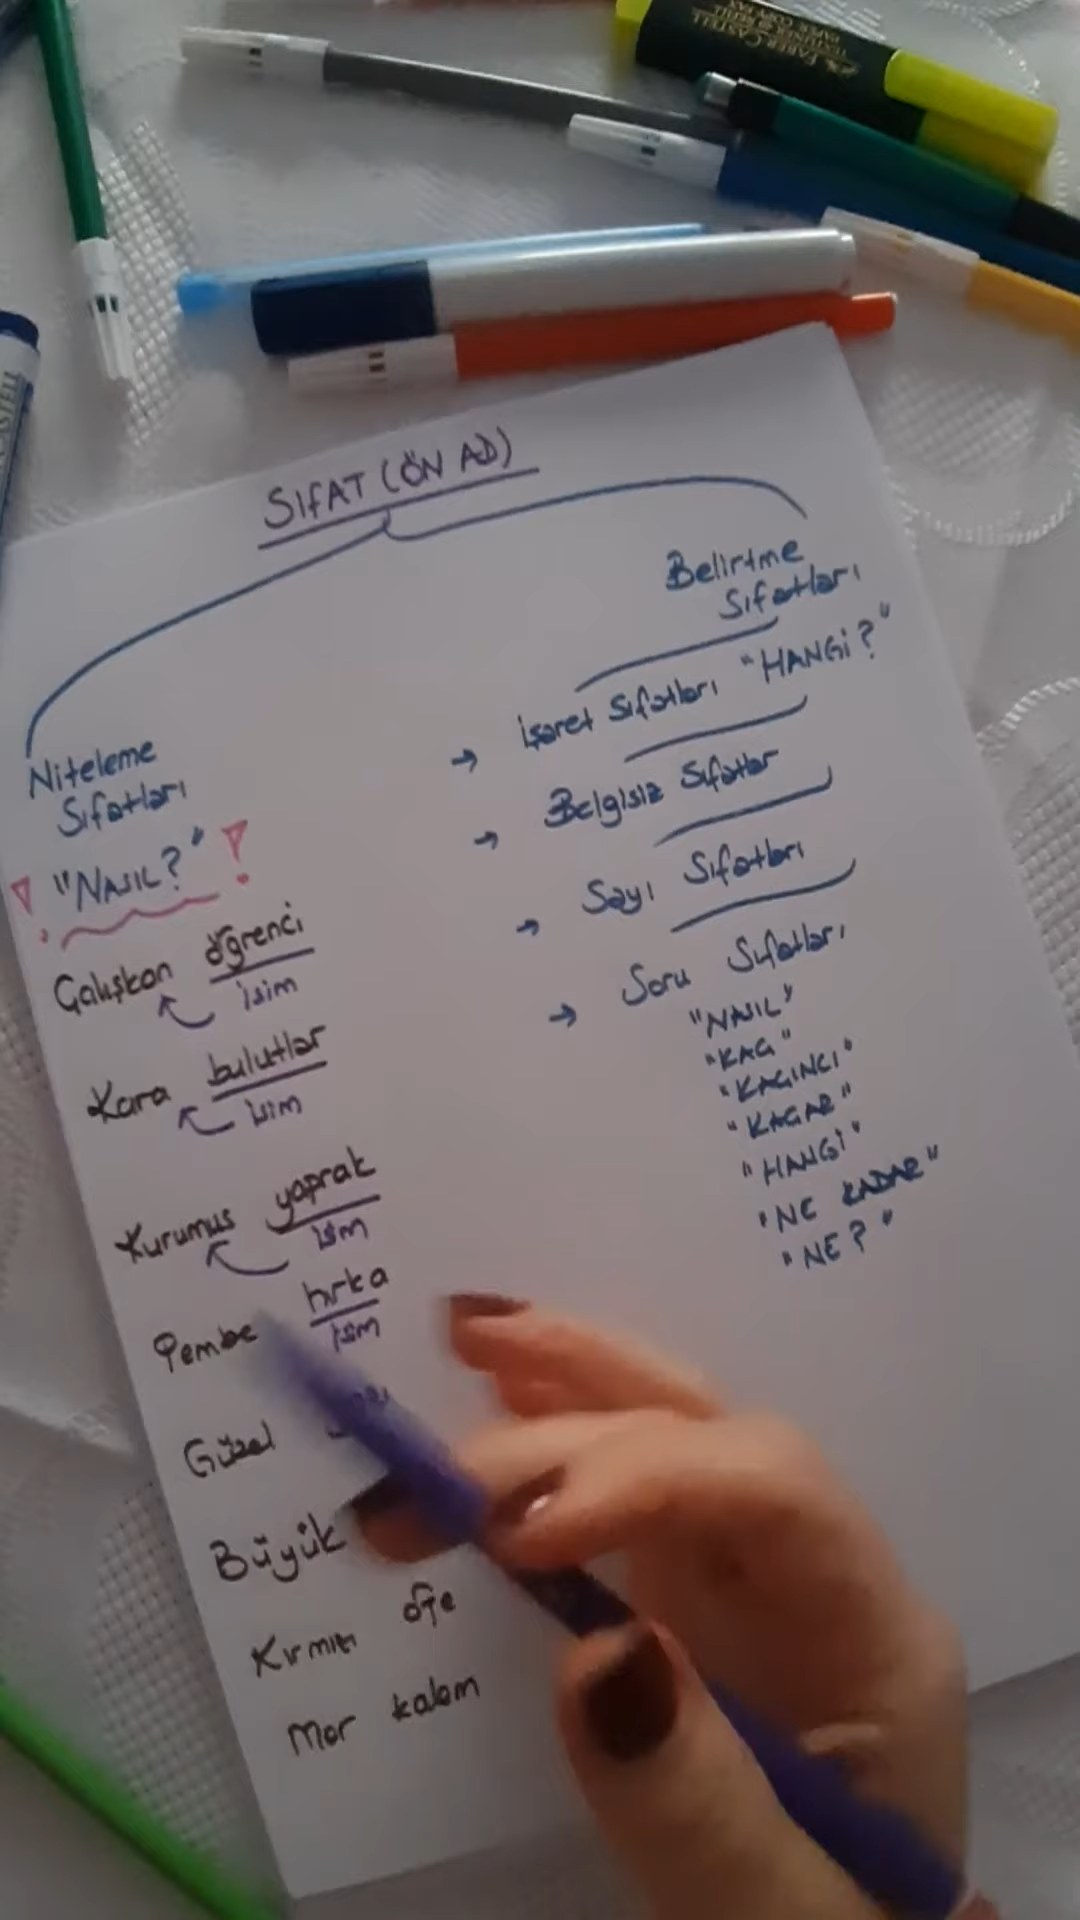 FABER-CASTELL
SIFAT (ÖN AD)
Niteleme
Sıfatları
"NASIL?"
Çalışkan öğrenci
isim
Kara bulutlar
isim
Kurumuş yaprak
isim
Pembe hırka
isim
Güzel
Büyük
Kırmızı
Mor kalem
Belirtme
Sıfatları
→ İşaret Sıfatları "HANGİ?"
→ Belgisiz Sıfatlar
→ Sayı Sıfatları
→ Soru Sıfatları
"NASIL"
"KAÇ"
"KAÇINCI"
"KAÇAR"
"HANGİ"
"NE KADAR"
"NE?"